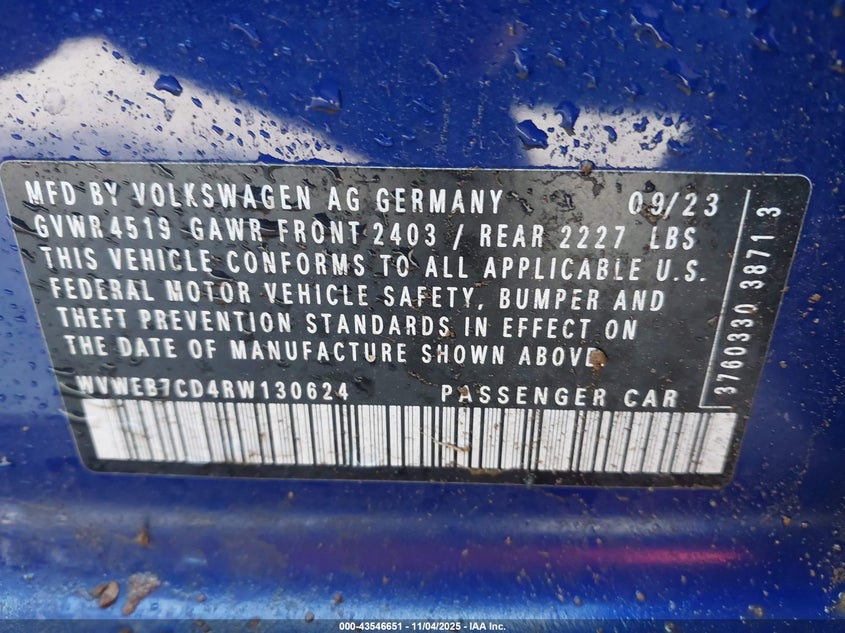 MFD BY VOLKSWAGEN AG GERMANY 09/23
GVWR4519 GAWR FRONT 2403 / REAR 2227 LBS
THIS VEHICLE CONFORMS TO ALL APPLICABLE U.S.
FEDERAL MOTOR VEHICLE SAFETY, BUMPER AND
THEFT PREVENTION STANDARDS IN EFFECT ON
THE DATE OF MANUFACTURE SHOWN ABOVE
WVWEB7CD4RW130624 PASSENGER CAR
3760330 3871 3
000-43546651 - 11/04/2025 - IAA Inc.